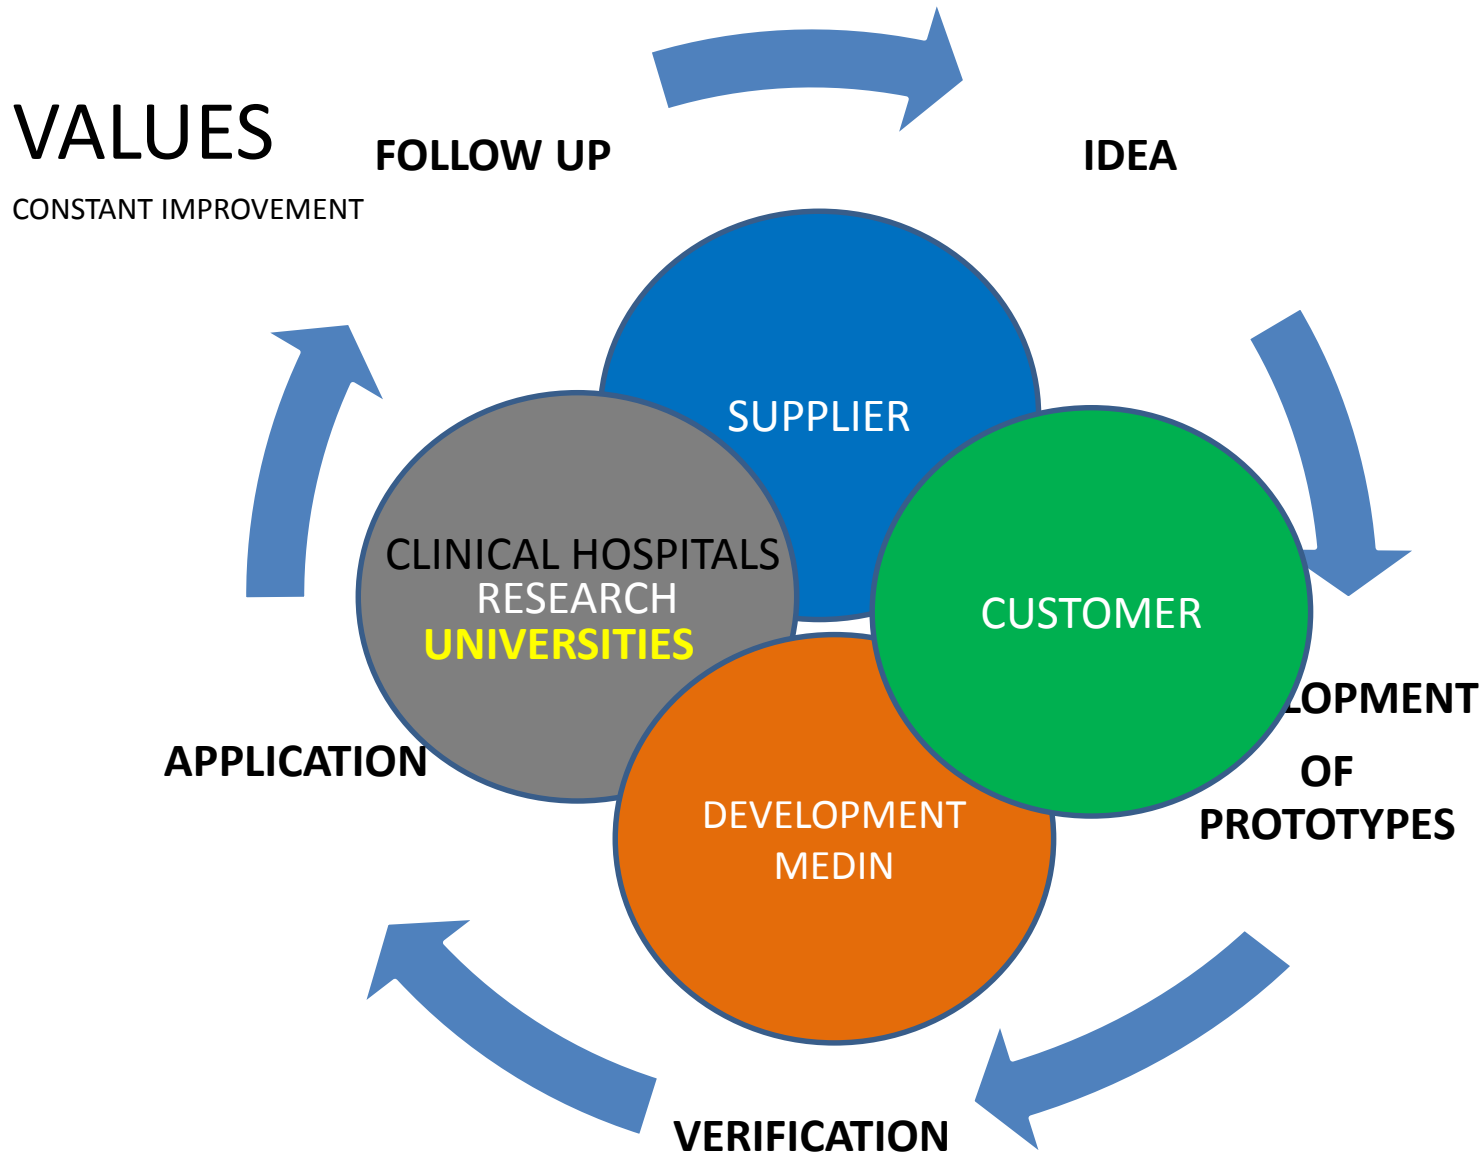 VALUES
CONSTANT IMPROVEMENT
FOLLOW UP
IDEA
SUPPLIER
CLINICAL HOSPITALS
RESEARCH
UNIVERSITIES
CUSTOMER
LOPMENT
OF
PROTOTYPES
APPLICATION
DEVELOPMENT
MEDIN
VERIFICATION